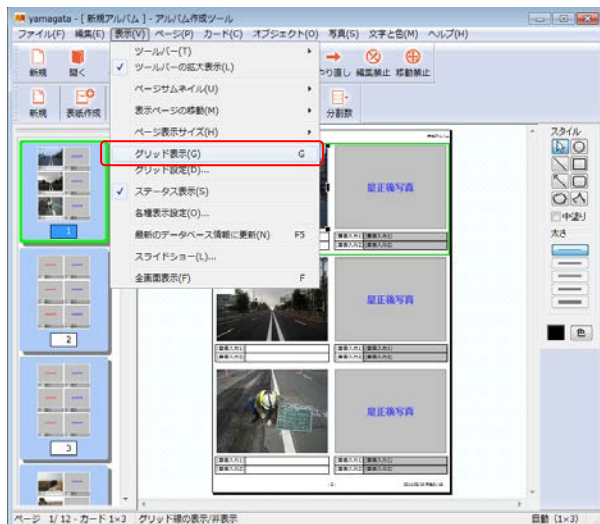 yamagata - [ 新規アルバム ] - アルバム作成ツール
ファイル(F) 編集(E) 表示(V) ページ(P) カード(C) オブジェクト(O) 写真(S) 文字と色(M) ヘルプ(H)
新規 開く
やり直し 編集禁止 移動禁止
新規 表紙作成
分割数
ツールバー(T)
✓ ツールバーの拡大表示(L)
ページサムネイル(U)
表示ページの移動(M)
ページ表示サイズ(H)
グリッド表示(G) G
グリッド設定(D)...
✓ ステータス表示(S)
各種表示設定(O)...
最新のデータベース情報に更新(N) F5
スライドショー(L)...
全画面表示(F) F
1
2
3
是正後写真
是正後写真
是正後写真
スタイル
中塗り
太さ
色
ページ 1/ 12 - カード 1×3 グリッド線の表示/非表示
自動 (1×3)